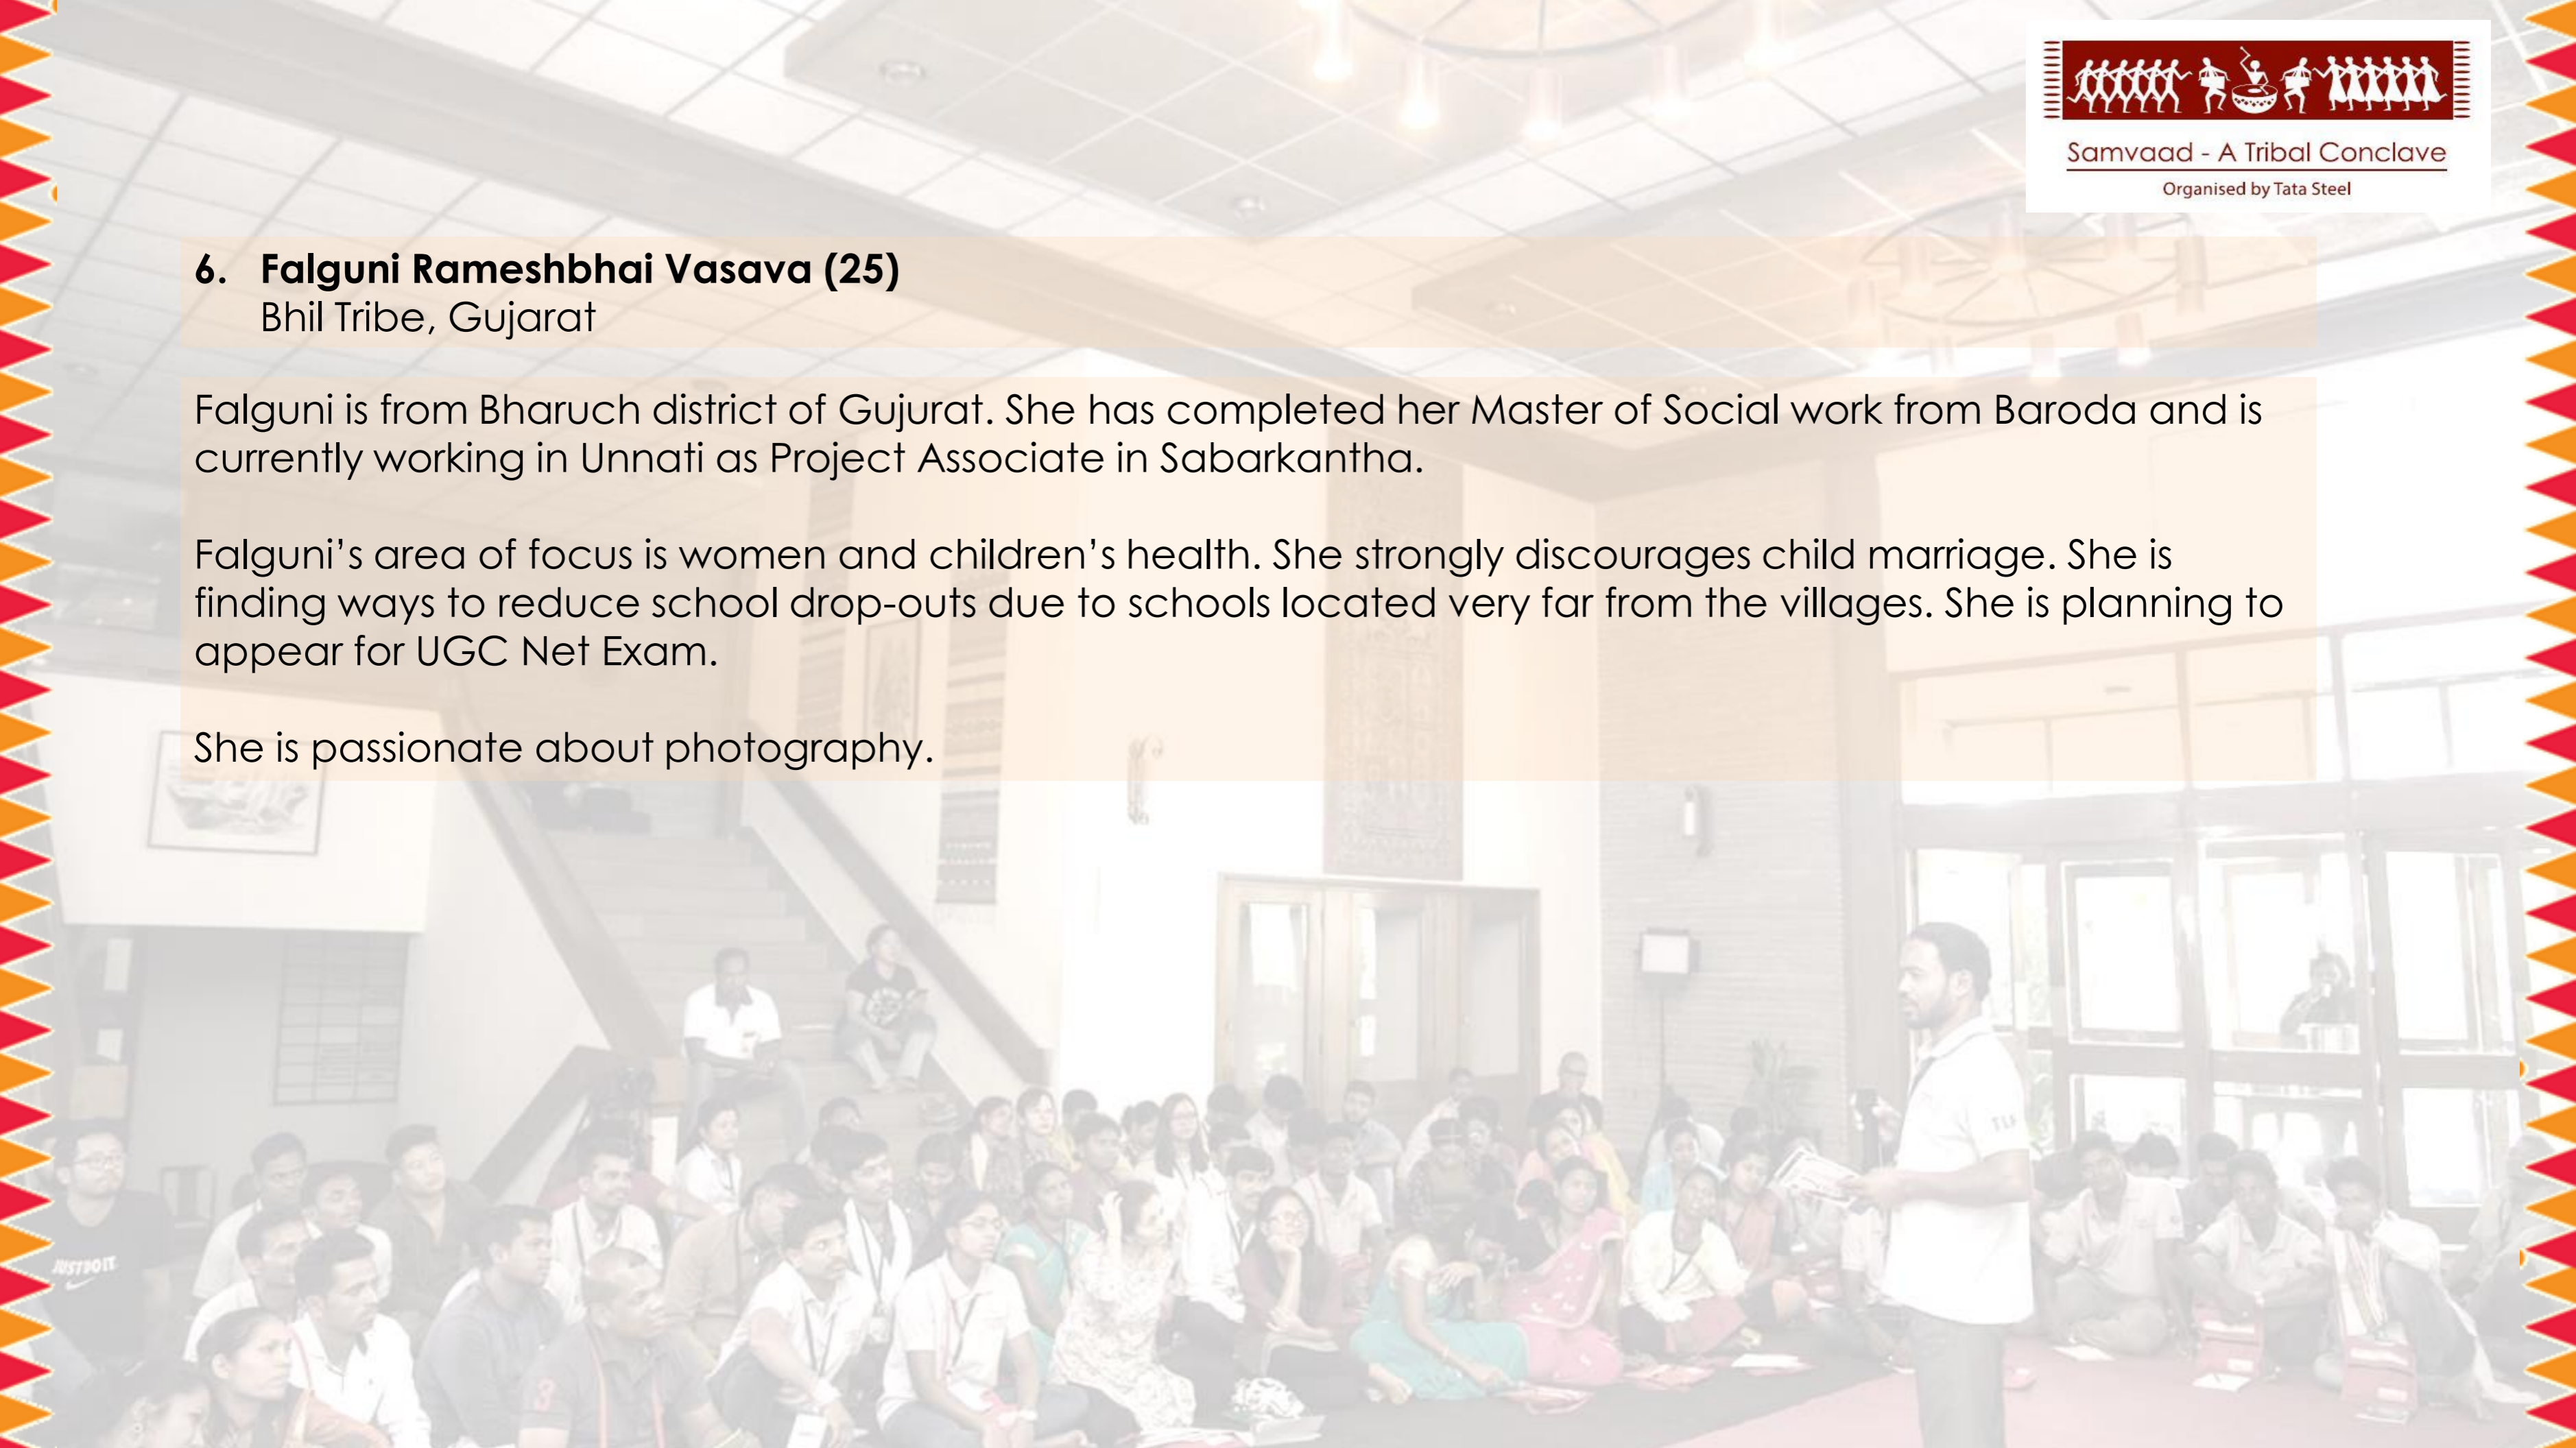 Samvaad - A Tribal Conclave
Organised by Tata Steel
6. Falguni Rameshbhai Vasava (25)
Bhil Tribe, Gujarat
Falguni is from Bharuch district of Gujurat. She has completed her Master of Social work from Baroda and is
currently working in Unnati as Project Associate in Sabarkantha.
Falguni’s area of focus is women and children’s health. She strongly discourages child marriage. She is
finding ways to reduce school drop-outs due to schools located very far from the villages. She is planning to
appear for UGC Net Exam.
She is passionate about photography.
JUST DO IT